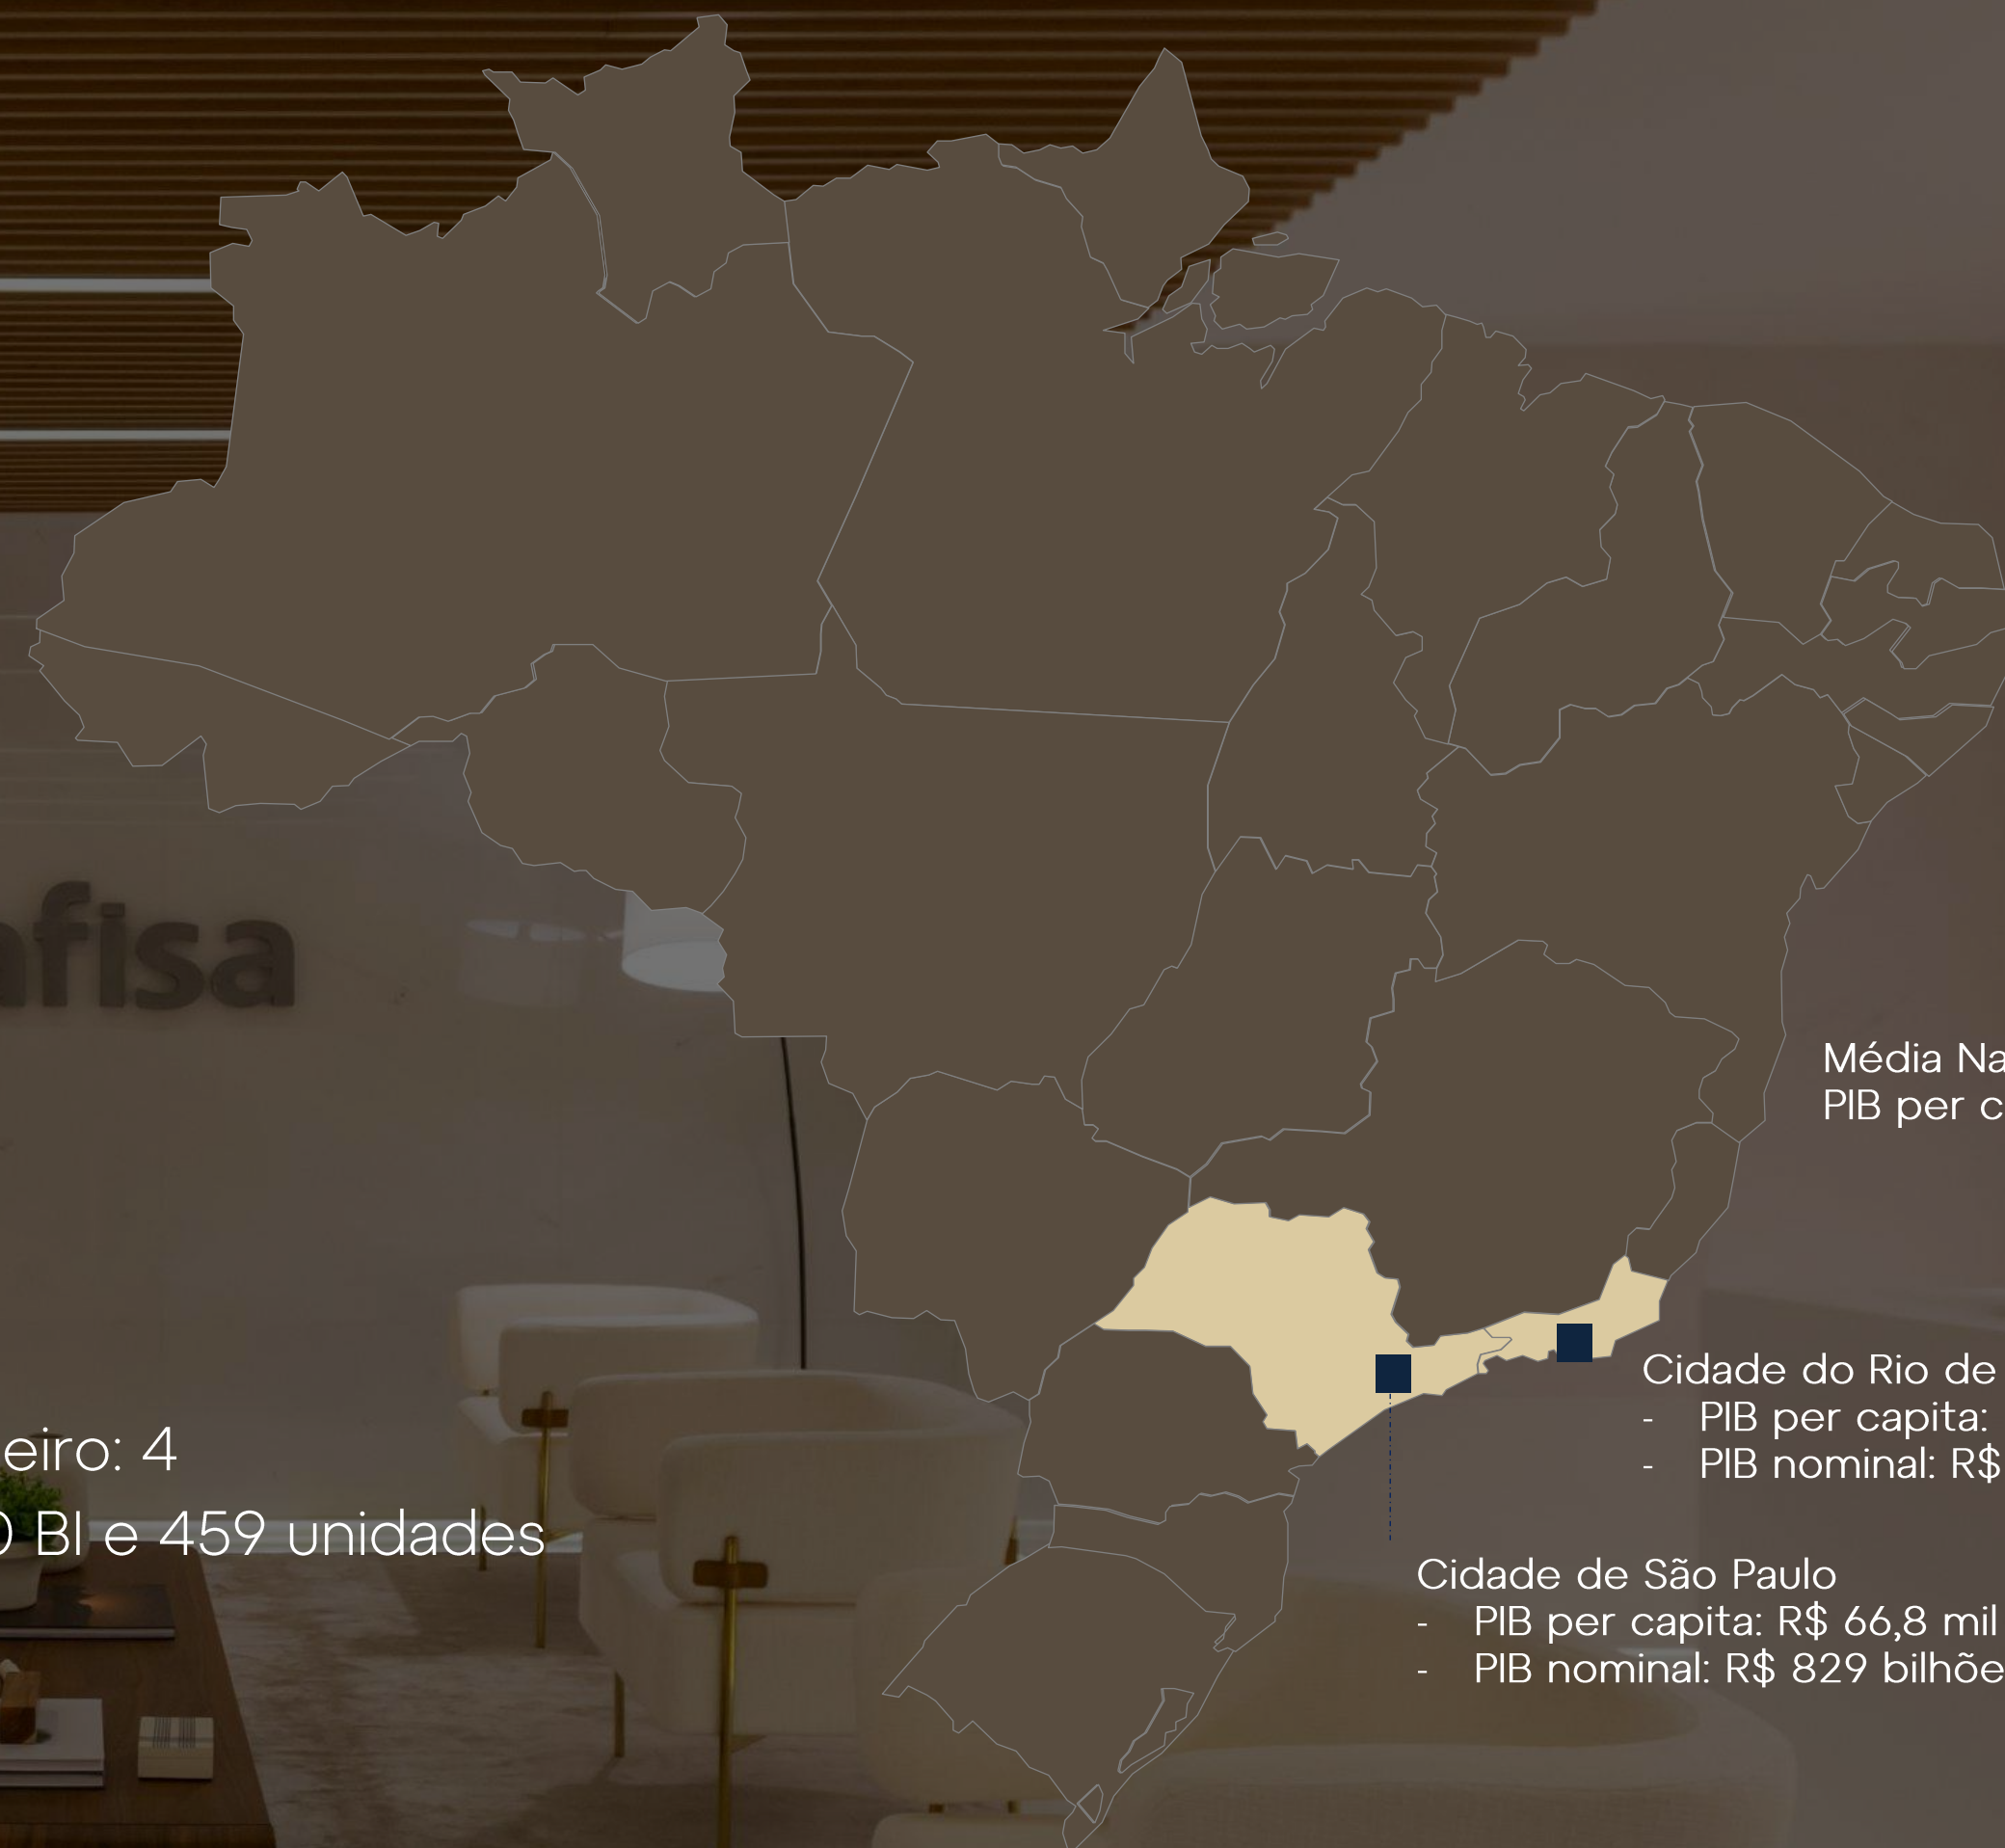 afisa
Média Na
PIB per c
Cidade do Rio de
- PIB per capita:
- PIB nominal: R$
eiro: 4
0 BI e 459 unidades
Cidade de São Paulo
- PIB per capita: R$ 66,8 mil
- PIB nominal: R$ 829 bilhõe